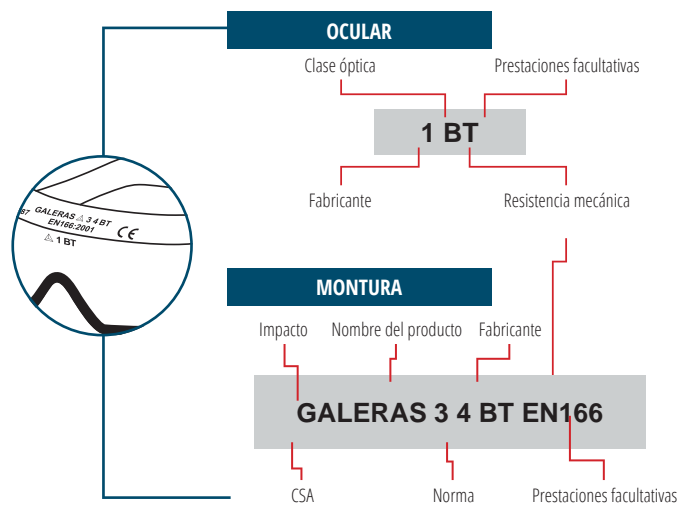 OCULAR
Clase óptica
Prestaciones facultativas
1 BT
Fabricante
Resistencia mecánica
GALERAS ⚠ 3 4 BT
EN166:2001
CE
⚠ 1 BT
MONTURA
Impacto
Nombre del producto
Fabricante
GALERAS 3 4 BT EN166
CSA
Norma
Prestaciones facultativas